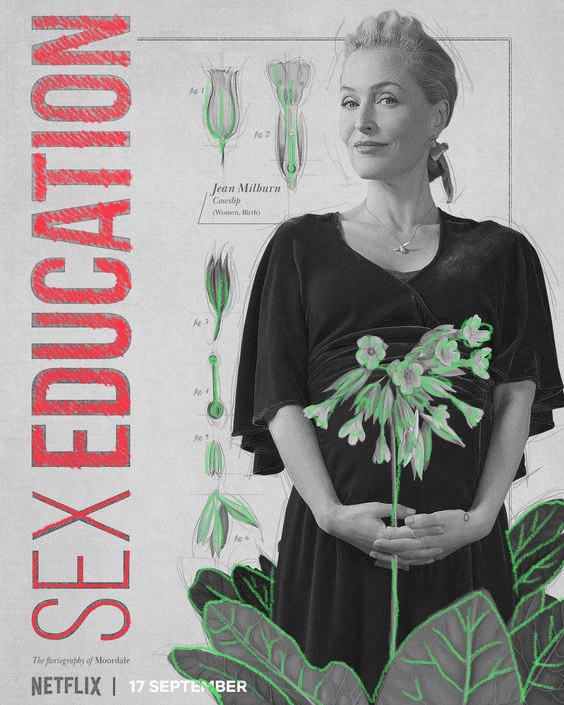 SEX EDUCATION
fig. 1
fig. 2
Jean Milburn
Cowslip
(Women, Birth)
fig. 3
fig. 4
fig. 5
fig. 6
The floriography of Moordale
NETFLIX | 17 SEPTEMBER